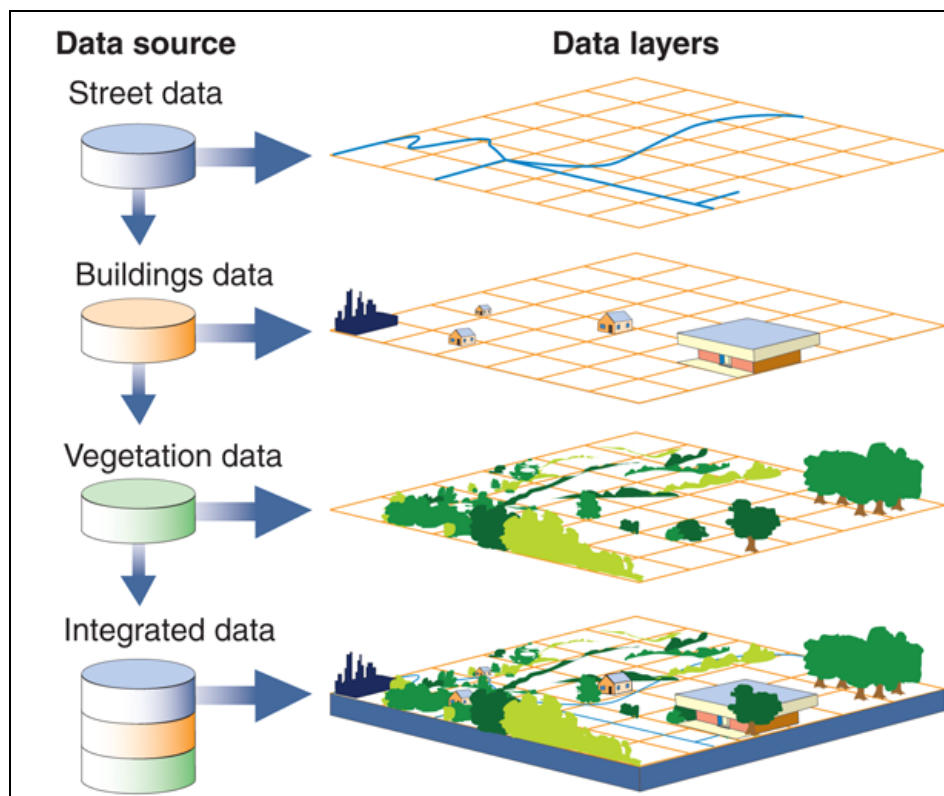 Data source
Data layers
Street data
Buildings data
Vegetation data
Integrated data